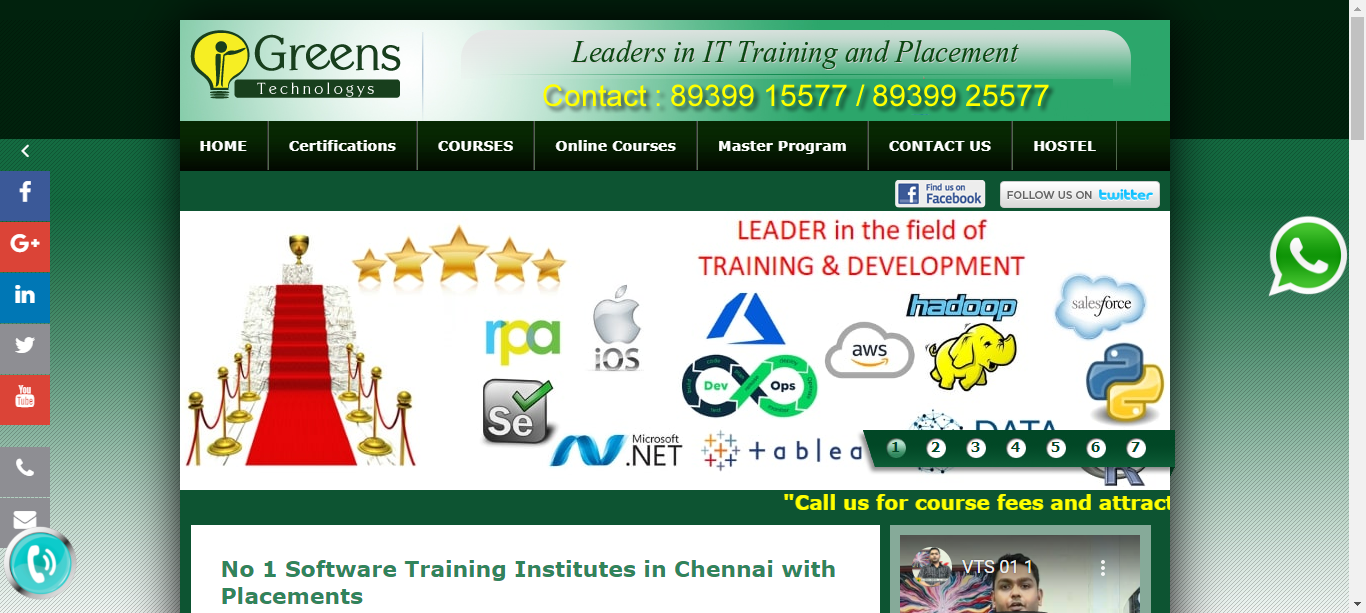 Greens
Technologys
Leaders in IT Training and Placement
Contact : 89399 15577 / 89399 25577
HOME Certifications COURSES Online Courses Master Program CONTACT US HOSTEL
Find us on
Facebook
FOLLOW US ON twitter
f
G+
in
You
Tube
LEADER in the field of
TRAINING & DEVELOPMENT
rpa
iOS
hadoop
salesforce
aws
Dev Ops
Se
Microsoft
.NET
+ a b l e a
DATA
R
1 2 3 4 5 6 7
"Call us for course fees and attract
No 1 Software Training Institutes in Chennai with
Placements
VTS 01 1